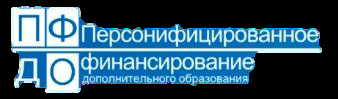 ПФ Персонифицированное
ДО финансирование
дополнительного образования